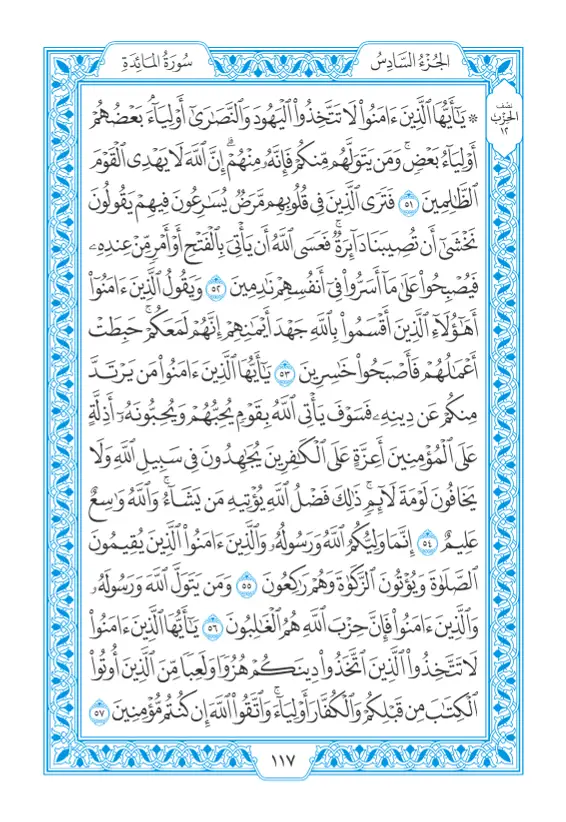 سُورَةُ المَائِدَةِ
الجُزْءُ السَّادِسُ
نصف
الحزب
١٢
۞ يَٰٓأَيُّهَا ٱلَّذِينَ ءَامَنُوا۟ لَا تَتَّخِذُوا۟ ٱلْيَهُودَ وَٱلنَّصَٰرَىٰٓ أَوْلِيَآءَۘ بَعْضُهُمْ
أَوْلِيَآءُ بَعْضٍۚ وَمَن يَتَوَلَّهُم مِّنكُمْ فَإِنَّهُۥ مِنْهُمْۗ إِنَّ ٱللَّهَ لَا يَهْدِى ٱلْقَوْمَ
ٱلظَّٰلِمِينَ ٥١ فَتَرَى ٱلَّذِينَ فِى قُلُوبِهِم مَّرَضٌ يُسَٰرِعُونَ فِيهِمْ يَقُولُونَ
نَخْشَىٰٓ أَن تُصِيبَنَا دَآئِرَةٌۚ فَعَسَى ٱللَّهُ أَن يَأْتِىَ بِٱلْفَتْحِ أَوْ أَمْرٍ مِّنْ عِندِهِۦ
فَيُصْبِحُوا۟ عَلَىٰ مَآ أَسَرُّوا۟ فِىٓ أَنفُسِهِمْ نَٰدِمِينَ ٥٢ وَيَقُولُ ٱلَّذِينَ ءَامَنُوٓا۟
أَهَٰٓؤُلَآءِ ٱلَّذِينَ أَقْسَمُوا۟ بِٱللَّهِ جَهْدَ أَيْمَٰنِهِمْ إِنَّهُمْ لَمَعَكُمْۚ حَبِطَتْ
أَعْمَٰلُهُمْ فَأَصْبَحُوا۟ خَٰسِرِينَ ٥٣ يَٰٓأَيُّهَا ٱلَّذِينَ ءَامَنُوا۟ مَن يَرْتَدَّ
مِنكُمْ عَن دِينِهِۦ فَسَوْفَ يَأْتِى ٱللَّهُ بِقَوْمٍ يُحِبُّهُمْ وَيُحِبُّونَهُۥٓ أَذِلَّةٍ
عَلَى ٱلْمُؤْمِنِينَ أَعِزَّةٍ عَلَى ٱلْكَٰفِرِينَ يُجَٰهِدُونَ فِى سَبِيلِ ٱللَّهِ وَلَا
يَخَافُونَ لَوْمَةَ لَآئِمٍۚ ذَٰلِكَ فَضْلُ ٱللَّهِ يُؤْتِيهِ مَن يَشَآءُۚ وَٱللَّهُ وَٰسِعٌ
عَلِيمٌ ٥٤ إِنَّمَا وَلِيُّكُمُ ٱللَّهُ وَرَسُولُهُۥ وَٱلَّذِينَ ءَامَنُوا۟ ٱلَّذِينَ يُقِيمُونَ
ٱلصَّلَوٰةَ وَيُؤْتُونَ ٱلزَّكَوٰةَ وَهُمْ رَٰكِعُونَ ٥٥ وَمَن يَتَوَلَّ ٱللَّهَ وَرَسُولَهُۥ
وَٱلَّذِينَ ءَامَنُوا۟ فَإِنَّ حِزْبَ ٱللَّهِ هُمُ ٱلْغَٰلِبُونَ ٥٦ يَٰٓأَيُّهَا ٱلَّذِينَ ءَامَنُوا۟
لَا تَتَّخِذُوا۟ ٱلَّذِينَ ٱتَّخَذُوا۟ دِينَكُمْ هُزُوًا وَلَعِبًا مِّنَ ٱلَّذِينَ أُوتُوا۟
ٱلْكِتَٰبَ مِن قَبْلِكُمْ وَٱلْكُفَّارَ أَوْلِيَآءَۚ وَٱتَّقُوا۟ ٱللَّهَ إِن كُنتُم مُّؤْمِنِينَ ٥٧
١١٧